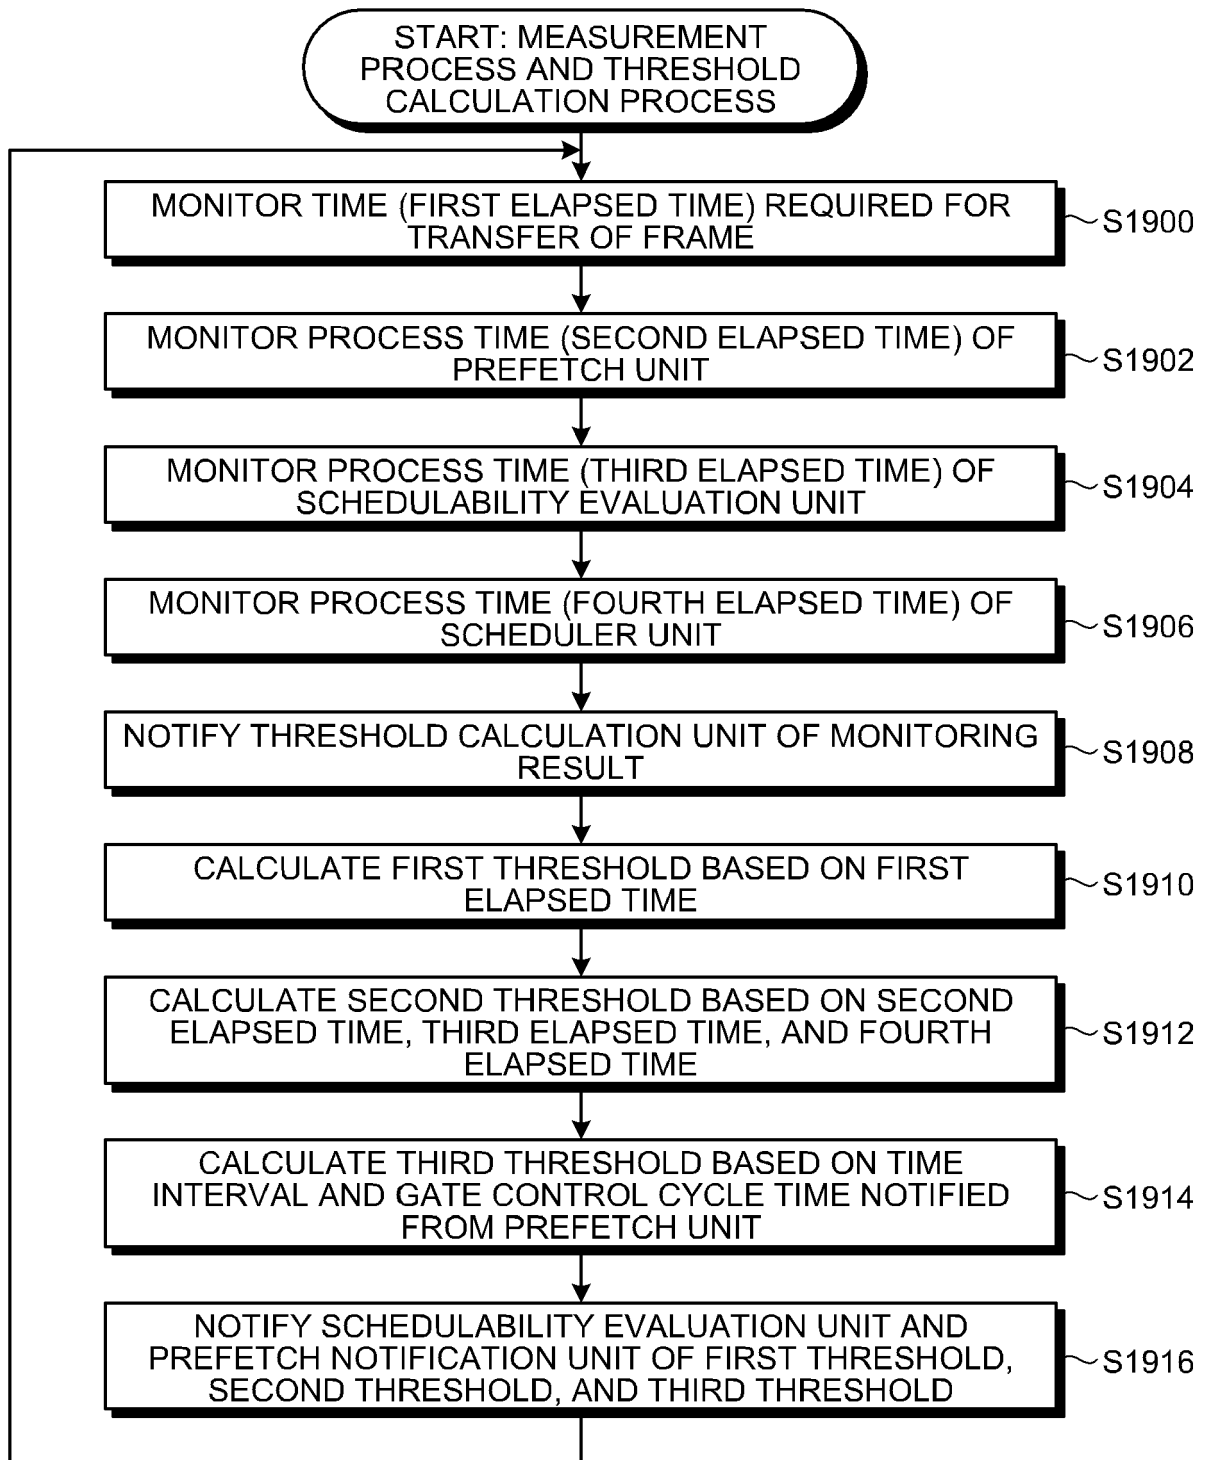 START: MEASUREMENT
PROCESS AND THRESHOLD
CALCULATION PROCESS
MONITOR TIME (FIRST ELAPSED TIME) REQUIRED FOR
TRANSFER OF FRAME
S1900
MONITOR PROCESS TIME (SECOND ELAPSED TIME) OF
PREFETCH UNIT
S1902
MONITOR PROCESS TIME (THIRD ELAPSED TIME) OF
SCHEDULABILITY EVALUATION UNIT
S1904
MONITOR PROCESS TIME (FOURTH ELAPSED TIME) OF
SCHEDULER UNIT
S1906
NOTIFY THRESHOLD CALCULATION UNIT OF MONITORING
RESULT
S1908
CALCULATE FIRST THRESHOLD BASED ON FIRST
ELAPSED TIME
S1910
CALCULATE SECOND THRESHOLD BASED ON SECOND
ELAPSED TIME, THIRD ELAPSED TIME, AND FOURTH
ELAPSED TIME
S1912
CALCULATE THIRD THRESHOLD BASED ON TIME
INTERVAL AND GATE CONTROL CYCLE TIME NOTIFIED
FROM PREFETCH UNIT
S1914
NOTIFY SCHEDULABILITY EVALUATION UNIT AND
PREFETCH NOTIFICATION UNIT OF FIRST THRESHOLD,
SECOND THRESHOLD, AND THIRD THRESHOLD
S1916